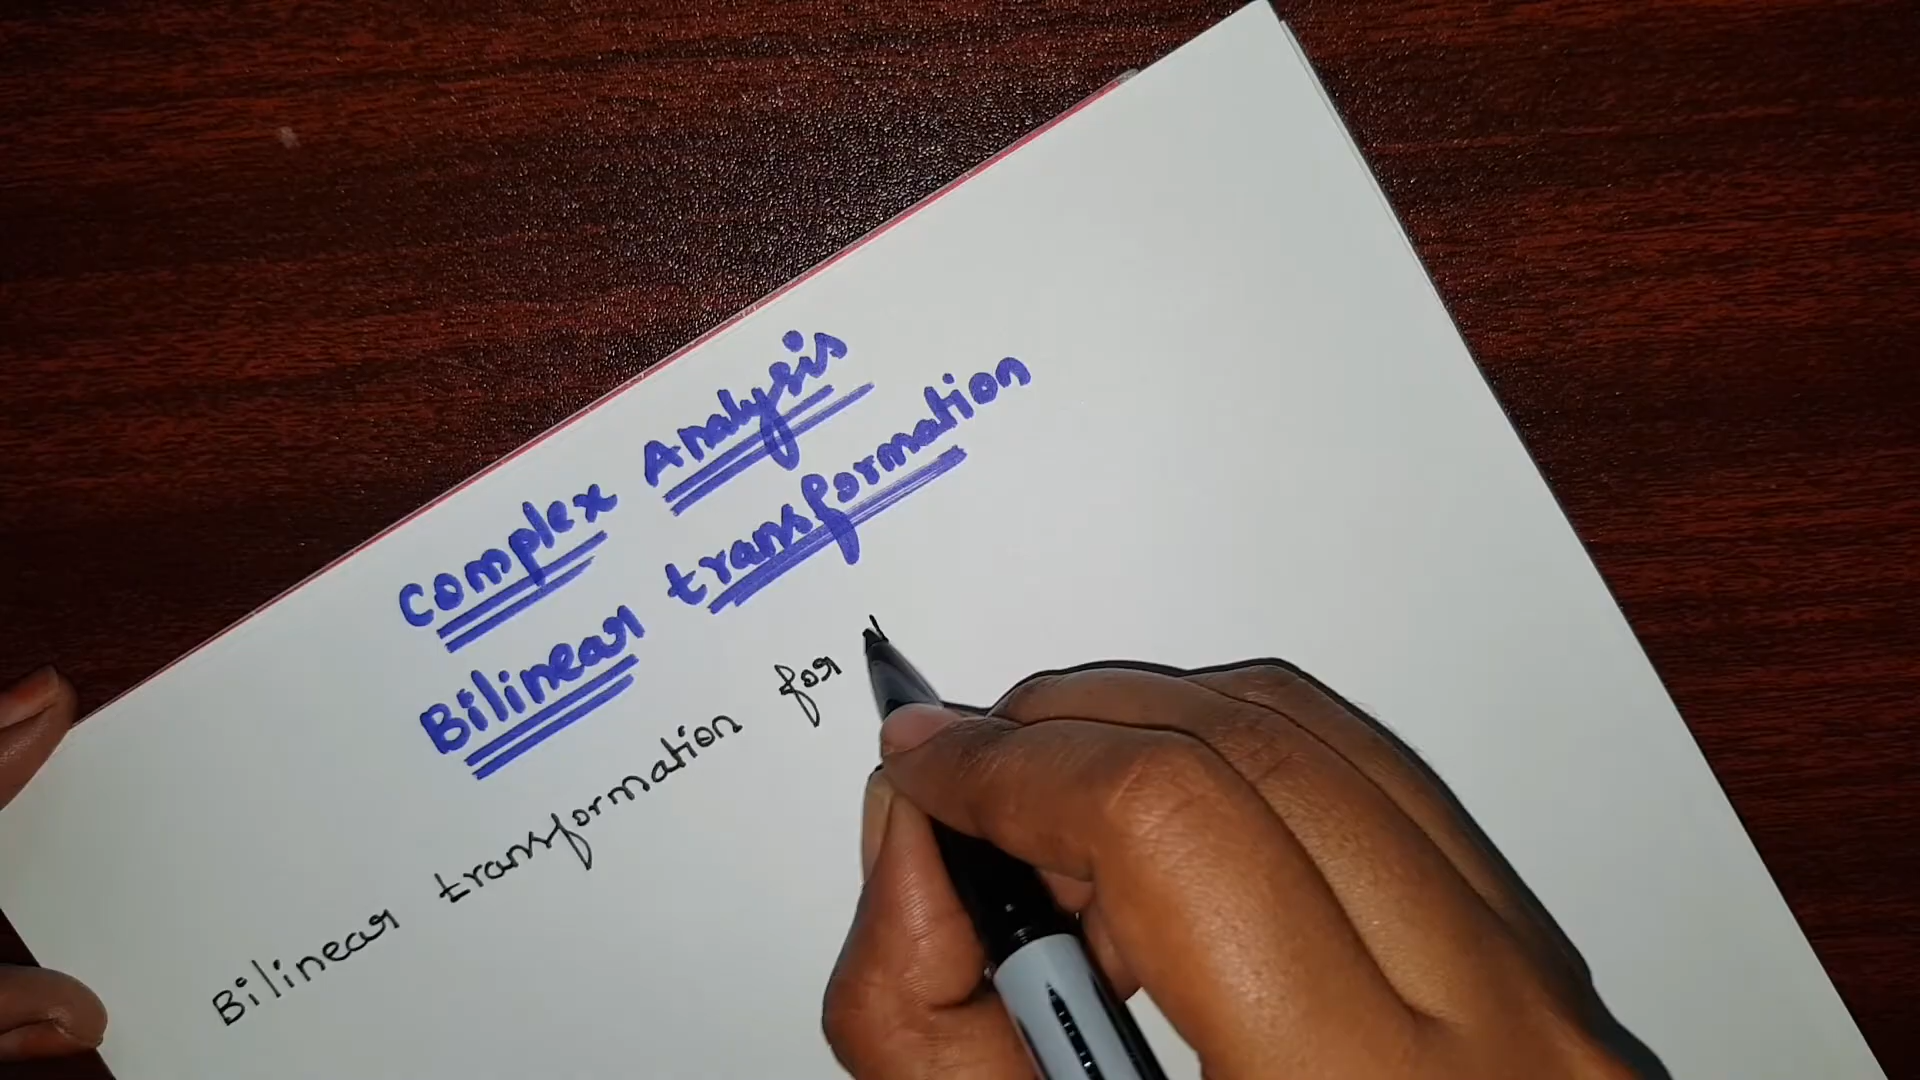 Complex Analysis
Bilinear transformation
Bilinear transformation for